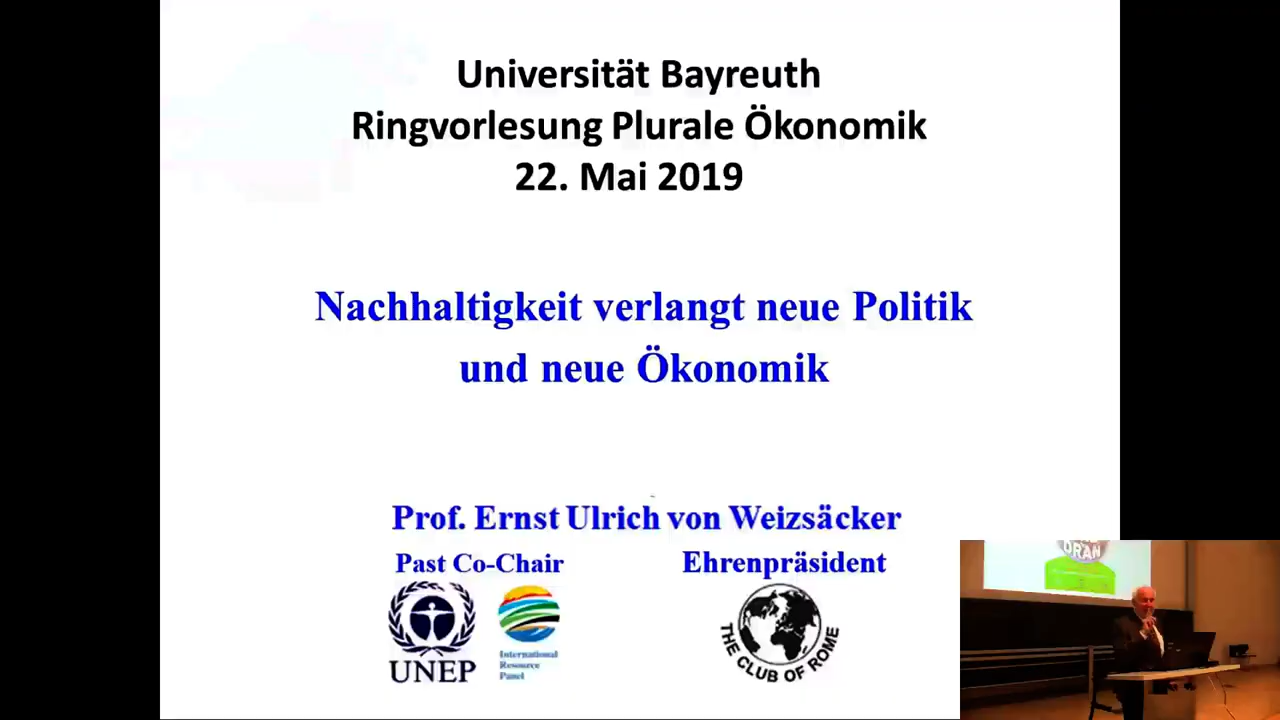 Universität Bayreuth
Ringvorlesung Plurale Ökonomik
22. Mai 2019
Nachhaltigkeit verlangt neue Politik
und neue Ökonomik
Prof. Ernst Ulrich von Weizsäcker
Past Co-Chair
Ehrenpräsident
UNEP
International
Resource
Panel
THE CLUB OF ROME
DRAN